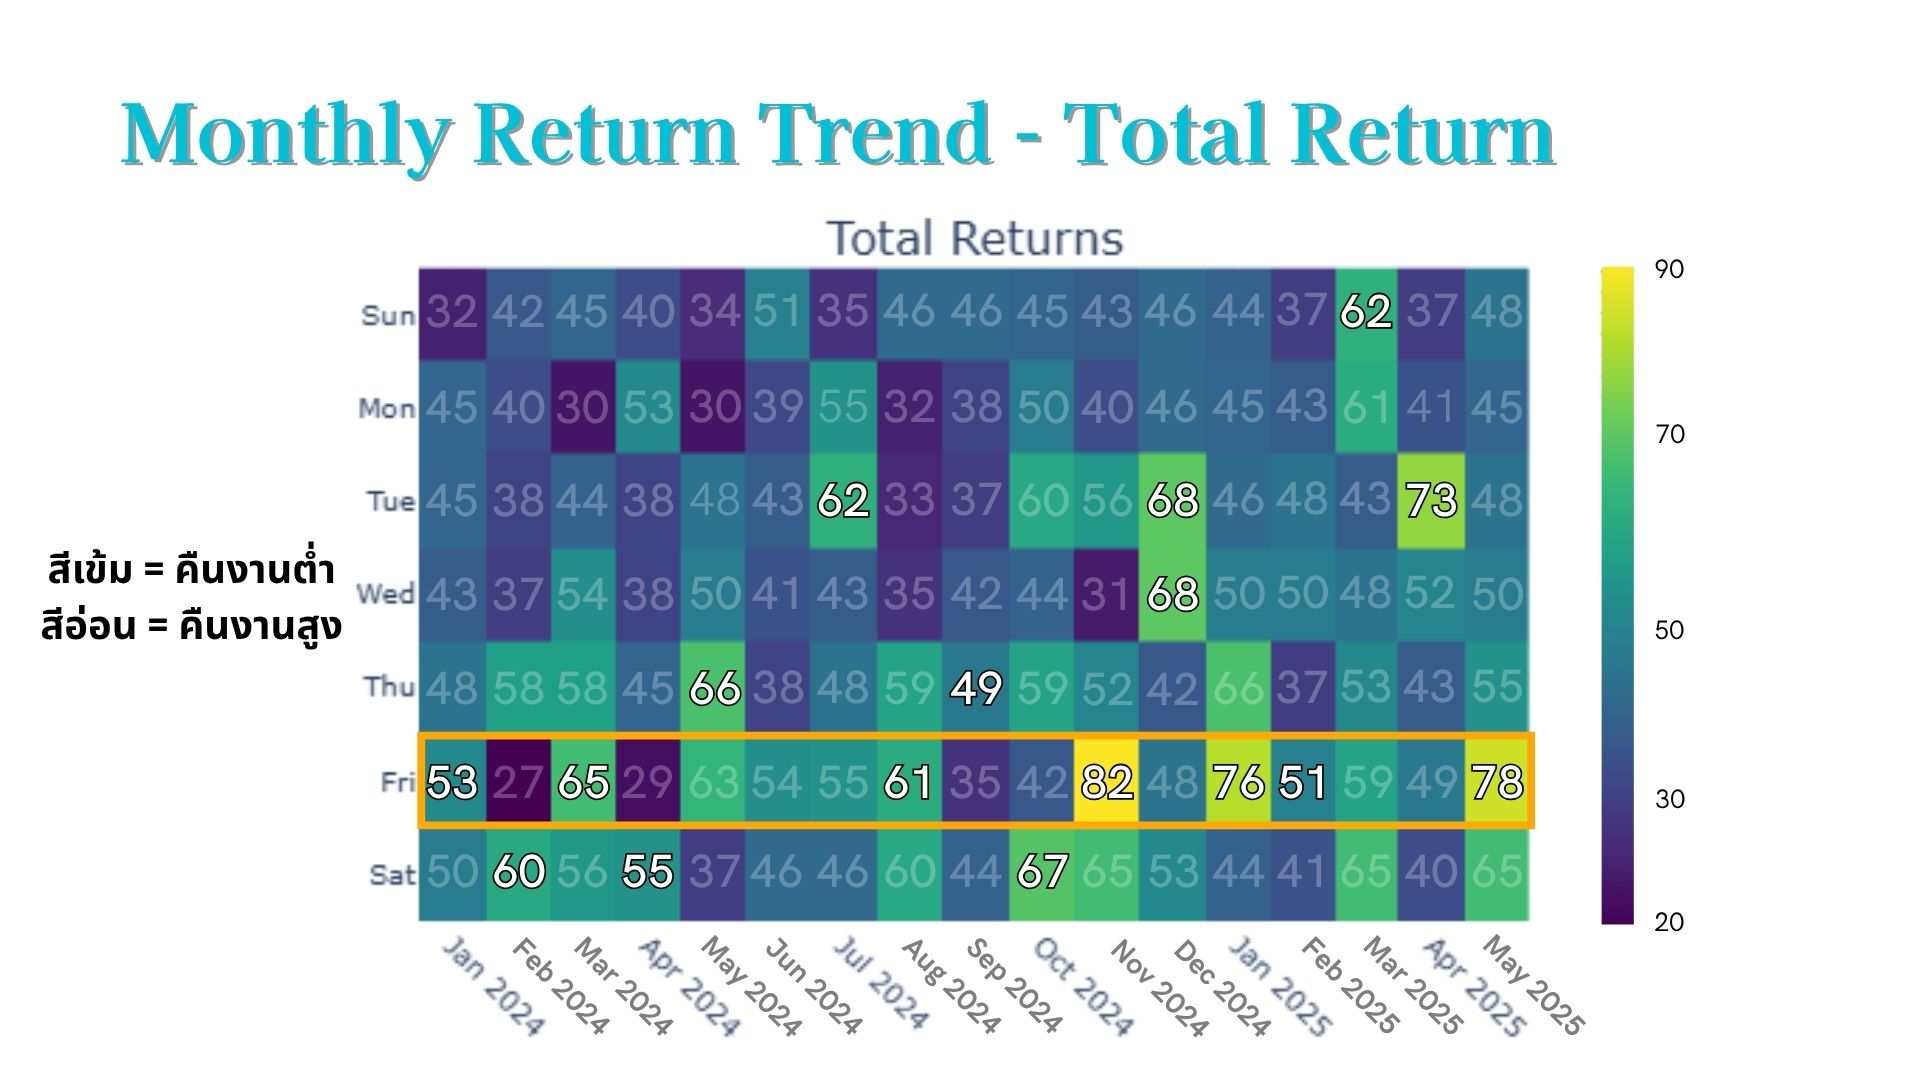 Monthly Return Trend - Total Return
Total Returns
Sun 32 42 45 40 34 51 35 46 46 45 43 46 44 37 62 37 48
Mon 45 40 30 53 30 39 55 32 38 50 40 46 45 43 61 41 45
Tue 45 38 44 38 48 43 62 33 37 60 56 68 46 48 43 73 48
Wed 43 37 54 38 50 41 43 35 42 44 31 68 50 50 48 52 50
Thu 48 58 58 45 66 38 48 59 49 59 52 42 66 37 53 43 55
Fri 53 27 65 29 63 54 55 61 35 42 82 48 76 51 59 49 78
Sat 50 60 56 55 37 46 46 60 44 67 65 53 44 41 65 40 65
Jan 2024 Feb 2024 Mar 2024 Apr 2024 May 2024 Jun 2024 Jul 2024 Aug 2024 Sep 2024 Oct 2024 Nov 2024 Dec 2024 Jan 2025 Feb 2025 Mar 2025 Apr 2025 May 2025
สีเข้ม = คืนงานต่ำ
สีอ่อน = คืนงานสูง
90
70
50
30
20